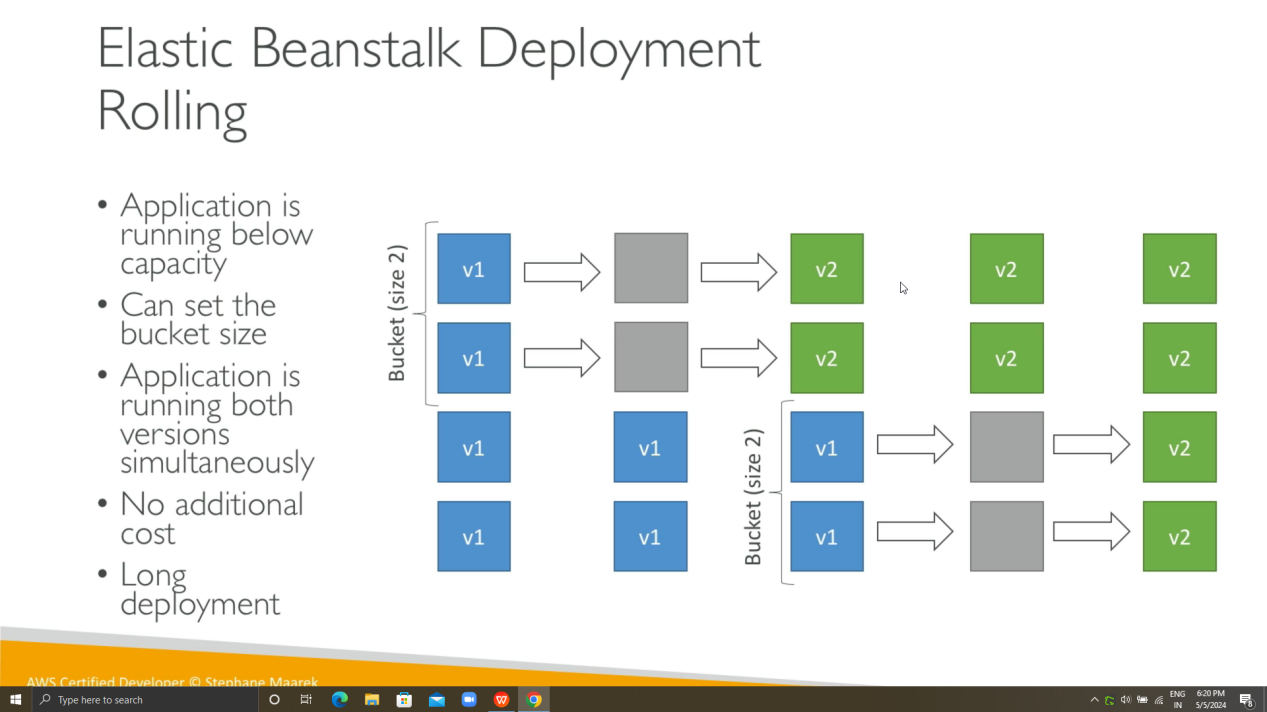 Elastic Beanstalk Deployment
Rolling
• Application is
running below
capacity
• Can set the
bucket size
• Application is
running both
versions
simultaneously
• No additional
cost
• Long
deployment
Bucket (size 2)
v1
v2
v2
v2
v1
v2
v2
v2
Bucket (size 2)
v1
v1
v1
v2
v1
v1
v1
v2
AWS Certified Developer © Stephane Maarek
Type here to search
ENG
IN
6:20 PM
5/5/2024
8